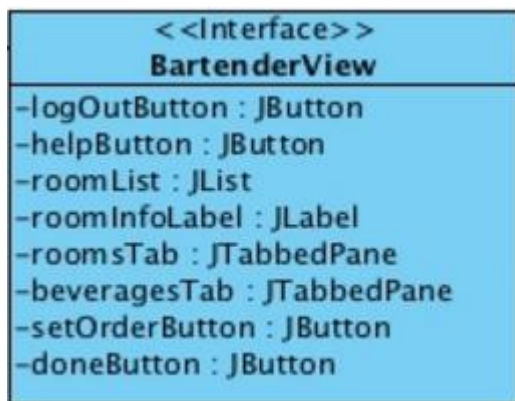 <<Interface>>
BartenderView
-logOutButton : JButton
-helpButton : JButton
-roomList : JList
-roomInfoLabel : JLabel
-roomsTab : JTabbedPane
-beveragesTab : JTabbedPane
-setOrderButton : JButton
-doneButton : JButton